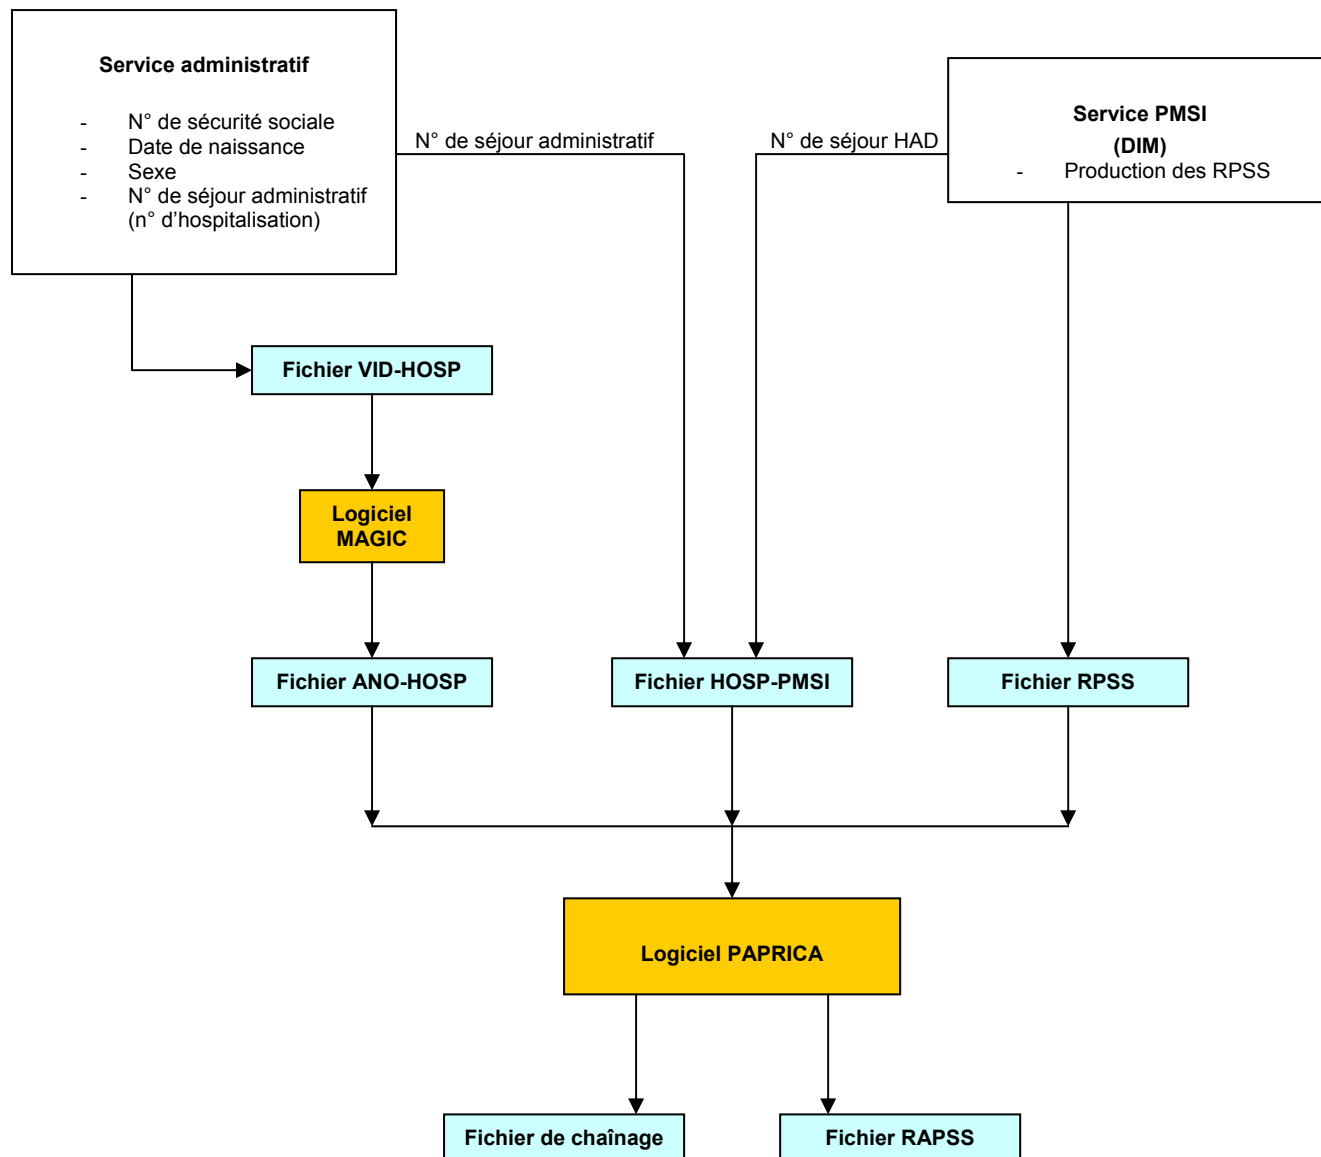 Service administratif
- N° de sécurité sociale
- Date de naissance
- Sexe
- N° de séjour administratif
(n° d’hospitalisation)
N° de séjour administratif
N° de séjour HAD
Service PMSI
(DIM)
- Production des RPSS
Fichier VID-HOSP
Logiciel
MAGIC
Fichier ANO-HOSP
Fichier HOSP-PMSI
Fichier RPSS
Logiciel PAPRICA
Fichier de chaînage
Fichier RAPSS